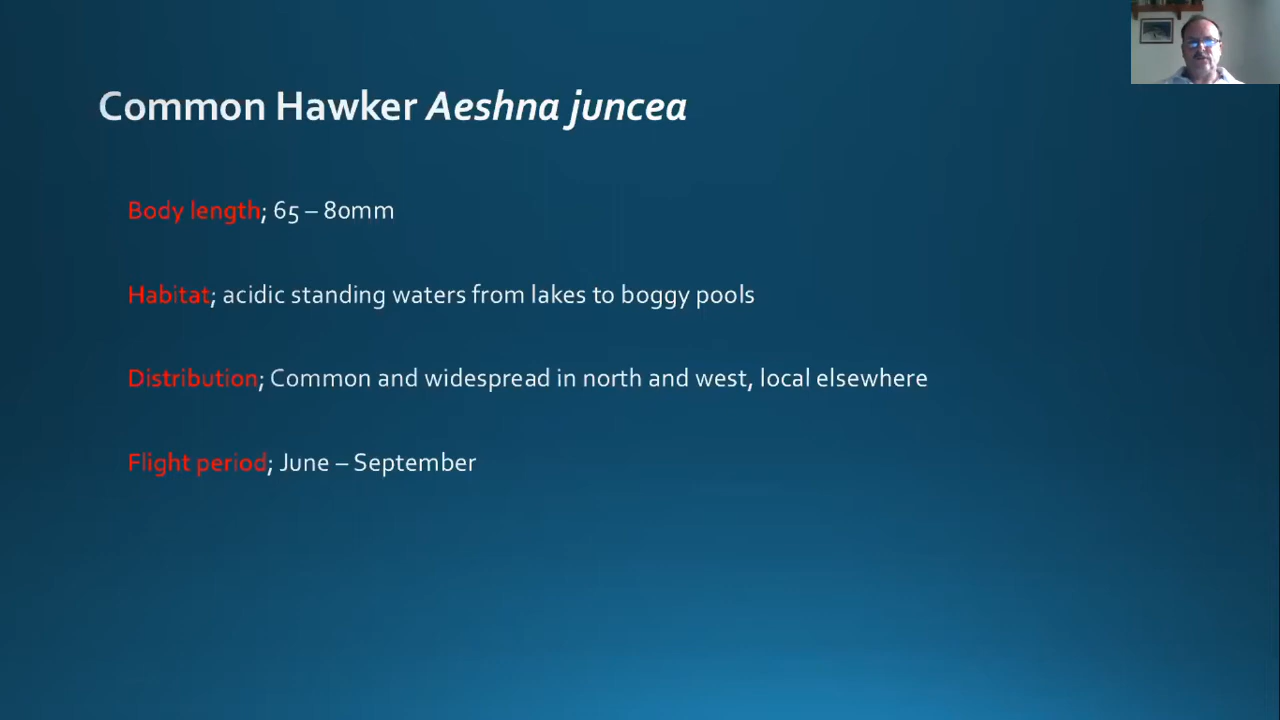 Common Hawker Aeshna juncea
Body length; 65 – 80mm
Habitat; acidic standing waters from lakes to boggy pools
Distribution; Common and widespread in north and west, local elsewhere
Flight period; June – September